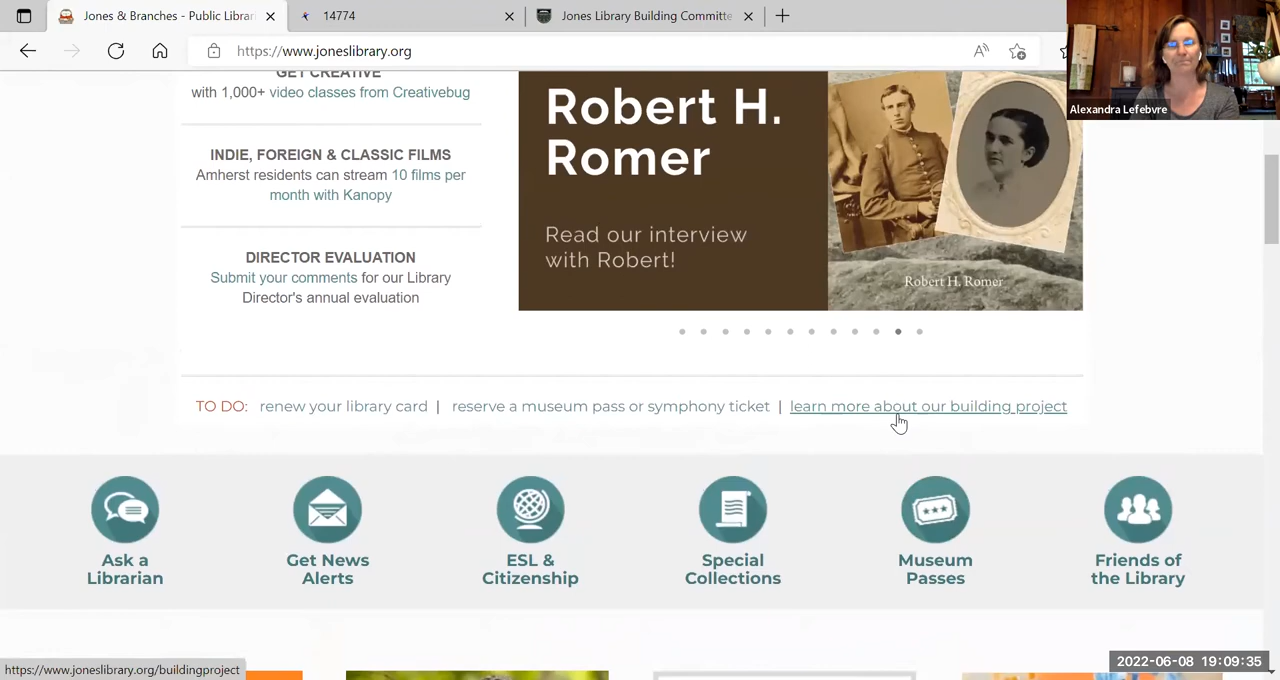 Jones & Branches - Public Librar
14774
Jones Library Building Committe
https://www.joneslibrary.org
Alexandra Lefebvre
GET CREATIVE
with 1,000+ video classes from Creativebug
INDIE, FOREIGN & CLASSIC FILMS
Amherst residents can stream 10 films per
month with Kanopy
DIRECTOR EVALUATION
Submit your comments for our Library
Director's annual evaluation
Robert H.
Romer
Read our interview
with Robert!
Robert H. Romer
TO DO: renew your library card | reserve a museum pass or symphony ticket | learn more about our building project
Ask a
Librarian
Get News
Alerts
ESL &
Citizenship
Special
Collections
Museum
Passes
Friends of
the Library
https://www.joneslibrary.org/buildingproject
2022-06-08 19:09:35